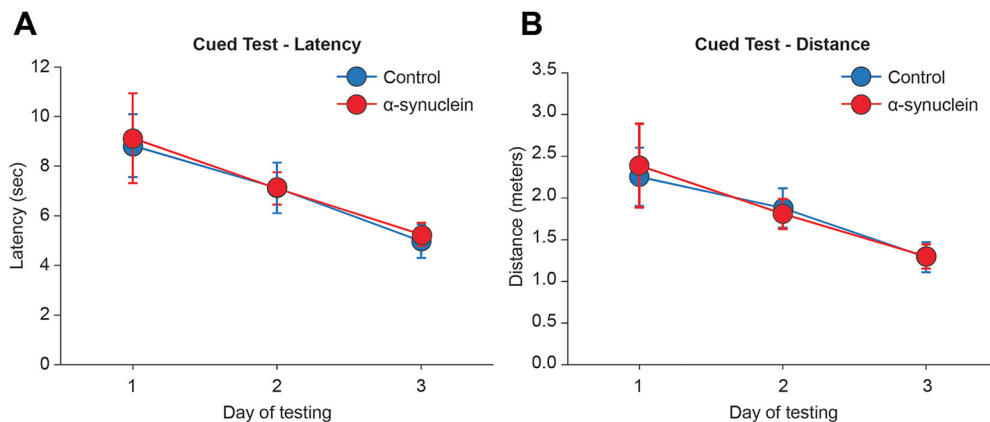 A
Cued Test - Latency
Control
α-synuclein
12
10
8
6
4
2
0
Latency (sec)
1 2 3
Day of testing
B
Cued Test - Distance
Control
α-synuclein
3.5
3.0
2.5
2.0
1.5
1.0
0.5
0.0
Distance (meters)
1 2 3
Day of testing